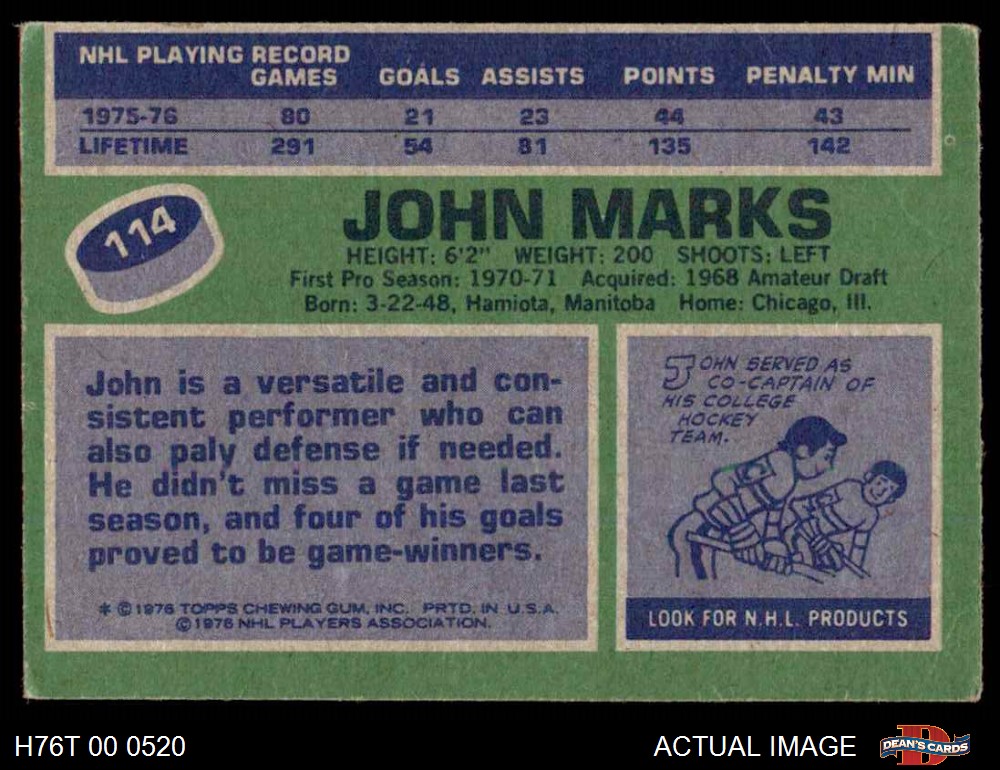 NHL PLAYING RECORD
GAMES GOALS ASSISTS POINTS PENALTY MIN
1975-76 80 21 23 44 43
LIFETIME 291 54 81 135 142
114
JOHN MARKS
HEIGHT: 6'2" WEIGHT: 200 SHOOTS: LEFT
First Pro Season: 1970-71 Acquired: 1968 Amateur Draft
Born: 3-22-48, Hamiota, Manitoba Home: Chicago, Ill.
John is a versatile and con-
sistent performer who can
also paly defense if needed.
He didn't miss a game last
season, and four of his goals
proved to be game-winners.
* © 1976 TOPPS CHEWING GUM, INC. PRTD. IN U.S.A.
© 1976 NHL PLAYERS ASSOCIATION.
JOHN SERVED AS
CO-CAPTAIN OF
HIS COLLEGE
HOCKEY
TEAM.
LOOK FOR N.H.L. PRODUCTS
H76T 00 0520
ACTUAL IMAGE
DEAN'S CARDS